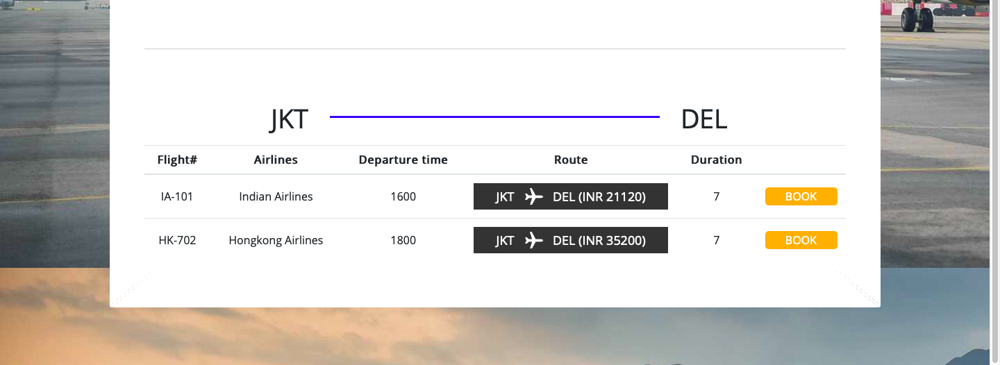 JKT DEL
Flight# Airlines Departure time Route Duration
IA-101 Indian Airlines 1600 JKT DEL (INR 21120) 7 BOOK
HK-702 Hongkong Airlines 1800 JKT DEL (INR 35200) 7 BOOK